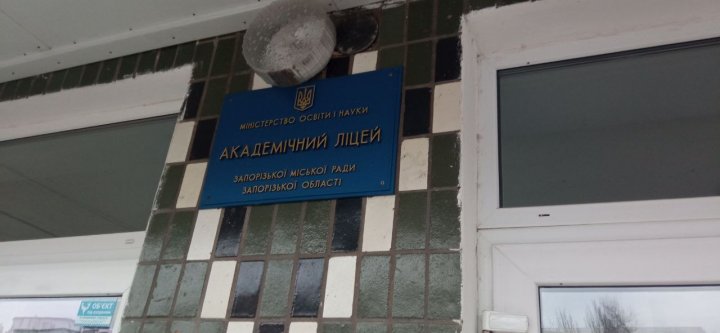 МІНІСТЕРСТВО ОСВІТИ І НАУКИ
АКАДЕМІЧНИЙ ЛІЦЕЙ
ЗАПОРІЗЬКОЇ МІСЬКОЇ РАДИ
ЗАПОРІЗЬКОЇ ОБЛАСТІ
ОБ'ЄКТ